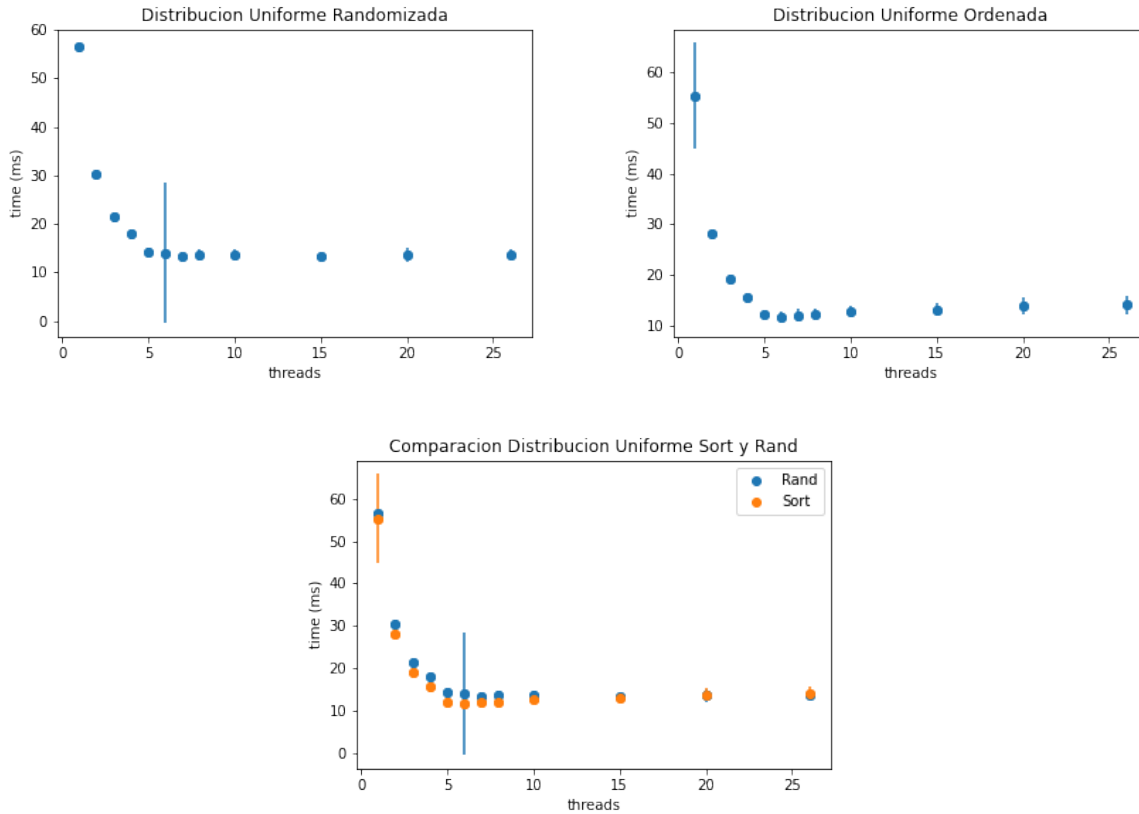 Distribucion Uniforme Randomizada
60
50
40
30
20
10
0
time (ms)
0 5 10 15 20 25
threads
Distribucion Uniforme Ordenada
60
50
40
30
20
10
time (ms)
0 5 10 15 20 25
threads
Comparacion Distribucion Uniforme Sort y Rand
Rand
Sort
60
50
40
30
20
10
0
time (ms)
0 5 10 15 20 25
threads